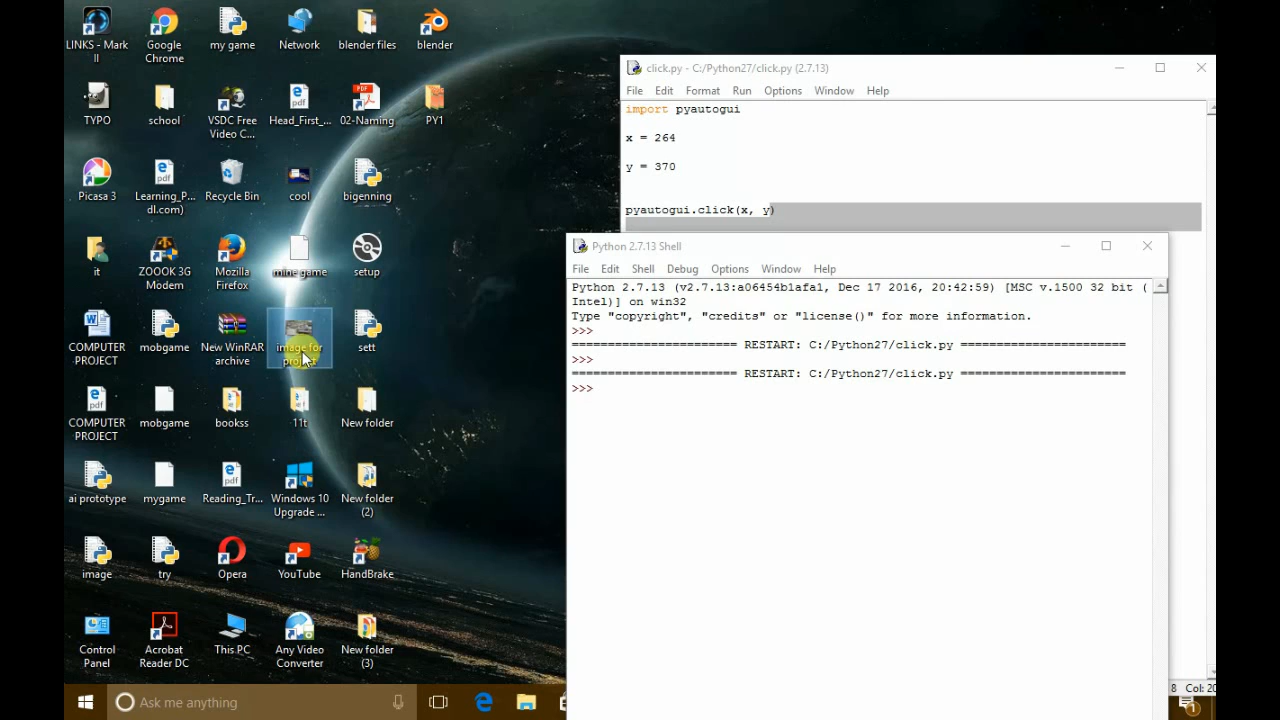 LINKS - Mark
II
Google
Chrome
my game
Network
blender files
blender
TYPO
school
VSDC Free
Video C...
Head_First_...
02-Naming
PY1
Picasa 3
Learning_P...
dl.com)
Recycle Bin
cool
bigenning
it
ZOOOK 3G
Modem
Mozilla
Firefox
mine game
setup
COMPUTER
PROJECT
mobgame
New WinRAR
archive
image for
project
sett
COMPUTER
PROJECT
mobgame
bookss
11t
New folder
ai prototype
mygame
Reading_Tr...
Windows 10
Upgrade ...
New folder
(2)
image
try
Opera
YouTube
HandBrake
Control
Panel
Acrobat
Reader DC
This PC
Any Video
Converter
New folder
(3)
Ask me anything
click.py - C:/Python27/click.py (2.7.13)
File Edit Format Run Options Window Help
import pyautogui
x = 264
y = 370
pyautogui.click(x, y)
Python 2.7.13 Shell
File Edit Shell Debug Options Window Help
Python 2.7.13 (v2.7.13:a06454b1afa1, Dec 17 2016, 20:42:59) [MSC v.1500 32 bit (
Intel)] on win32
Type "copyright", "credits" or "license()" for more information.
>>>
======================= RESTART: C:/Python27/click.py =======================
>>>
======================= RESTART: C:/Python27/click.py =======================
>>>
8 Col: 20
1